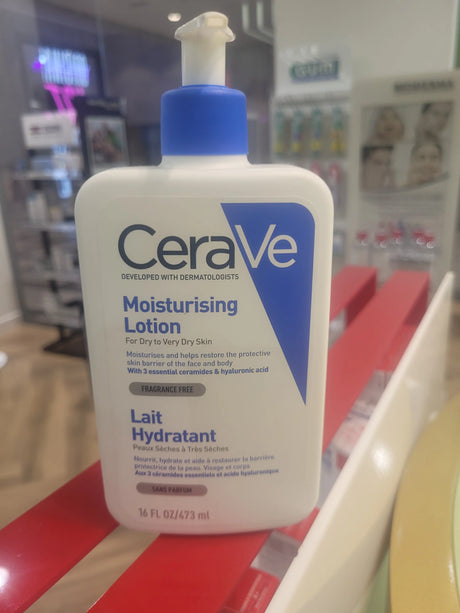 GUM
BIODERMA
CeraVe
DEVELOPED WITH DERMATOLOGISTS
Moisturising
Lotion
For Dry to Very Dry Skin
Moisturises and helps restore the protective
skin barrier of the face and body
With 3 essential ceramides & hyaluronic acid
FRAGRANCE FREE
Lait
Hydratant
Peaux Sèches à Très Sèches
Nourrit, hydrate et aide à restaurer la barrière
protectrice de la peau. Visage et corps
Aux 3 céramides essentiels et acide hyaluronique
SANS PARFUM
16 FL OZ/473 ml